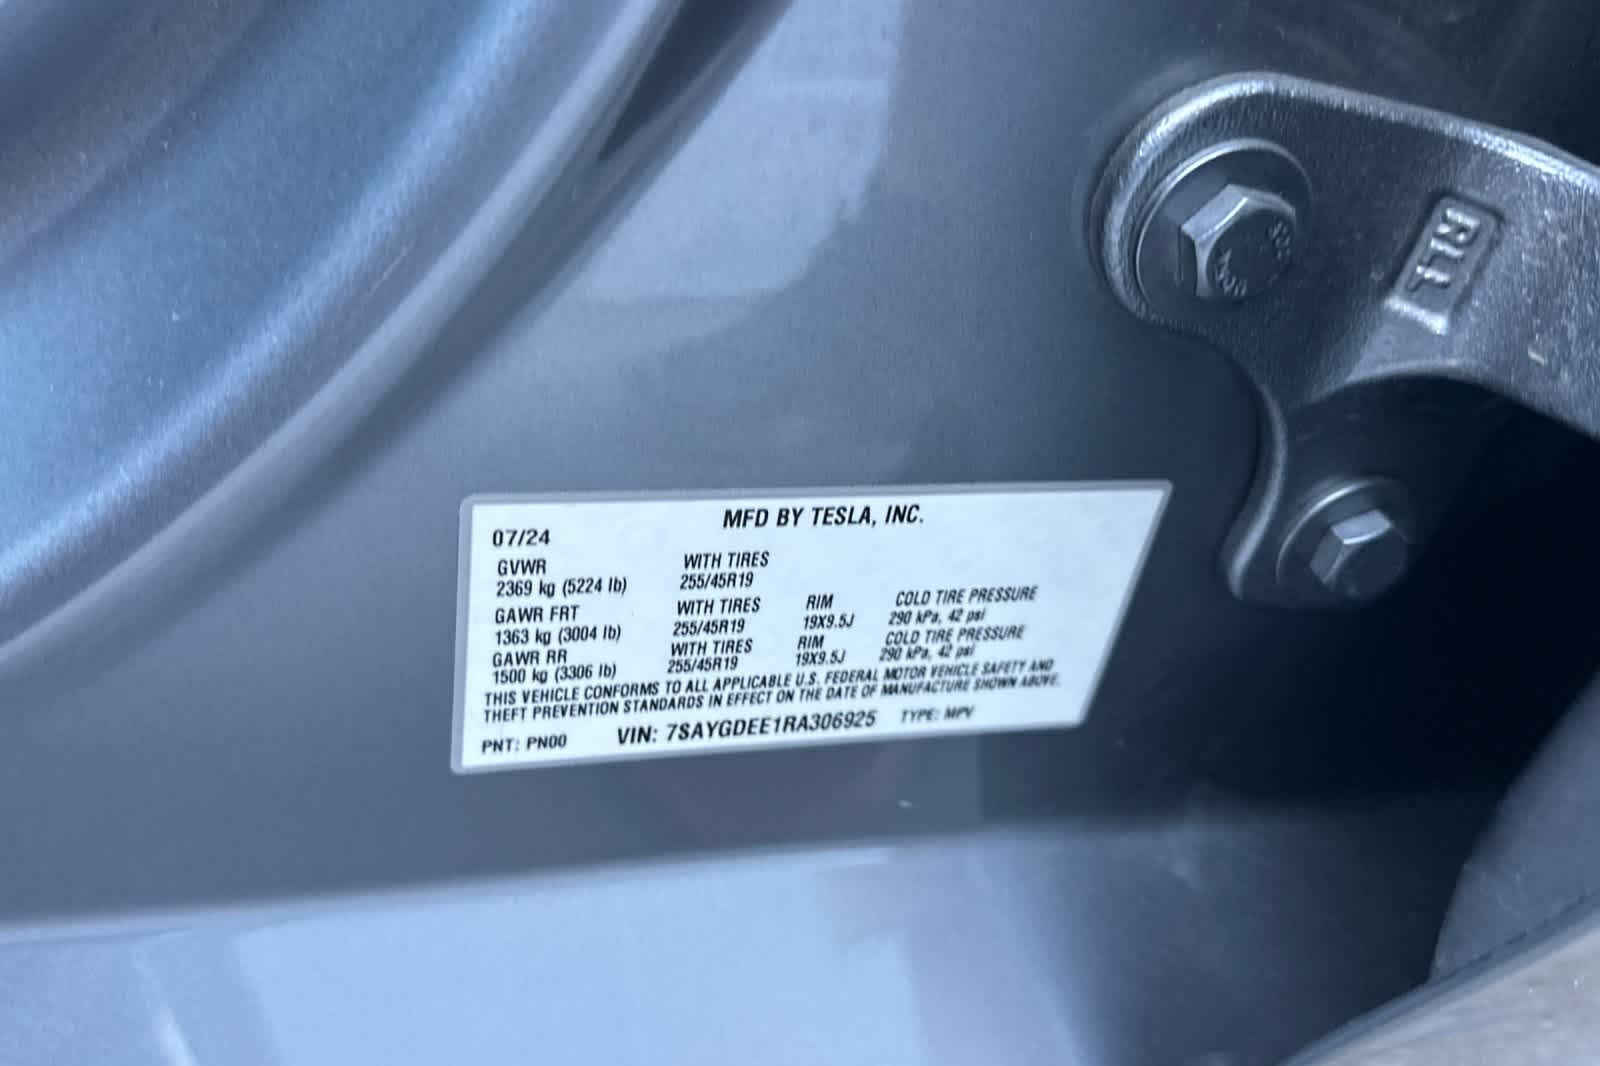 MFD BY TESLA, INC.
07/24
GVWR WITH TIRES
2369 kg (5224 lb) 255/45R19
GAWR FRT WITH TIRES RIM COLD TIRE PRESSURE
1363 kg (3004 lb) 255/45R19 19X9.5J 290 kPa, 42 psi
GAWR RR WITH TIRES RIM COLD TIRE PRESSURE
1500 kg (3306 lb) 255/45R19 19X9.5J 290 kPa, 42 psi
THIS VEHICLE CONFORMS TO ALL APPLICABLE U.S. FEDERAL MOTOR VEHICLE SAFETY AND
THEFT PREVENTION STANDARDS IN EFFECT ON THE DATE OF MANUFACTURE SHOWN ABOVE.
PNT: PN00 VIN: 7SAYGDEE1RA306925 TYPE: MPV